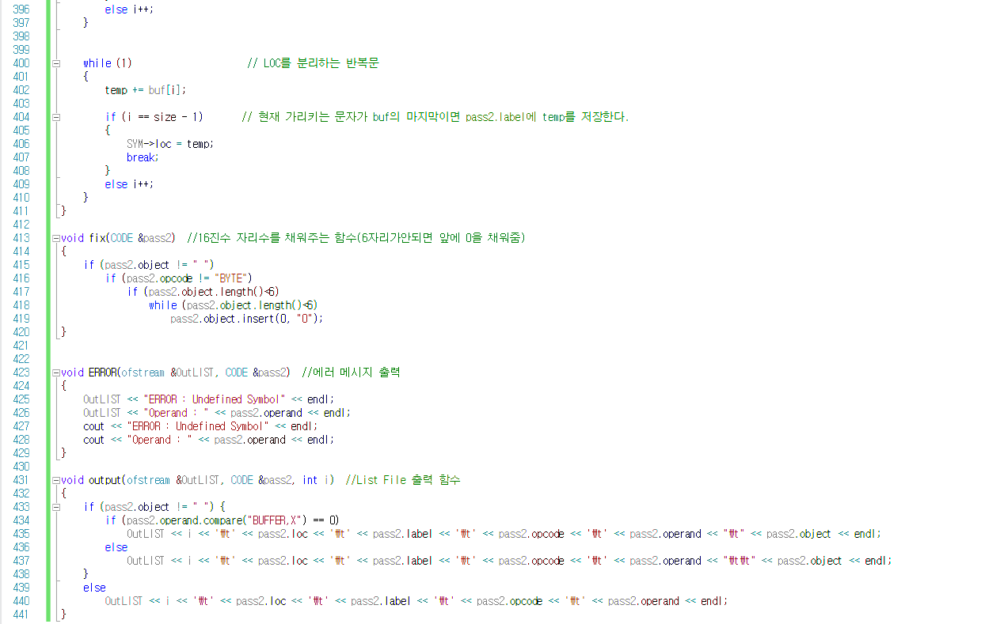 396 else i++;
397 }
398
399
400 while (1) // LOC를 분리하는 반복문
401 {
402 temp += buf[i];
403
404 if (i == size - 1) // 현재 가리키는 문자가 buf의 마지막이면 pass2.label에 temp를 저장한다.
405 {
406 SYM->loc = temp;
407 break;
408 }
409 else i++;
410 }
411 }
412
413 void fix(CODE &pass2) //16진수 자리수를 채워주는 함수(6자리가안되면 앞에 0을 채워줌)
414 {
415 if (pass2.object != " ")
416 if (pass2.opcode != "BYTE")
417 if (pass2.object.length()<6)
418 while (pass2.object.length()<6)
419 pass2.object.insert(0, "0");
420 }
421
422
423 void ERROR(ofstream &OutLIST, CODE &pass2) //에러 메시지 출력
424 {
425 OutLIST << "ERROR : Undefined Symbol" << endl;
426 OutLIST << "Operand : " << pass2.operand << endl;
427 cout << "ERROR : Undefined Symbol" << endl;
428 cout << "Operand : " << pass2.operand << endl;
429 }
430
431 void output(ofstream &OutLIST, CODE &pass2, int i) //List File 출력 함수
432 {
433 if (pass2.object != " ") {
434 if (pass2.operand.compare("BUFFER,X") == 0)
435 OutLIST << i << '₩t' << pass2.loc << '₩t' << pass2.label << '₩t' << pass2.opcode << '₩t' << pass2.operand << "₩t" << pass2.object << endl;
436 else
437 OutLIST << i << '₩t' << pass2.loc << '₩t' << pass2.label << '₩t' << pass2.opcode << '₩t' << pass2.operand << "₩t₩t" << pass2.object << endl;
438 }
439 else
440 OutLIST << i << '₩t' << pass2.loc << '₩t' << pass2.label << '₩t' << pass2.opcode << '₩t' << pass2.operand << endl;
441 }